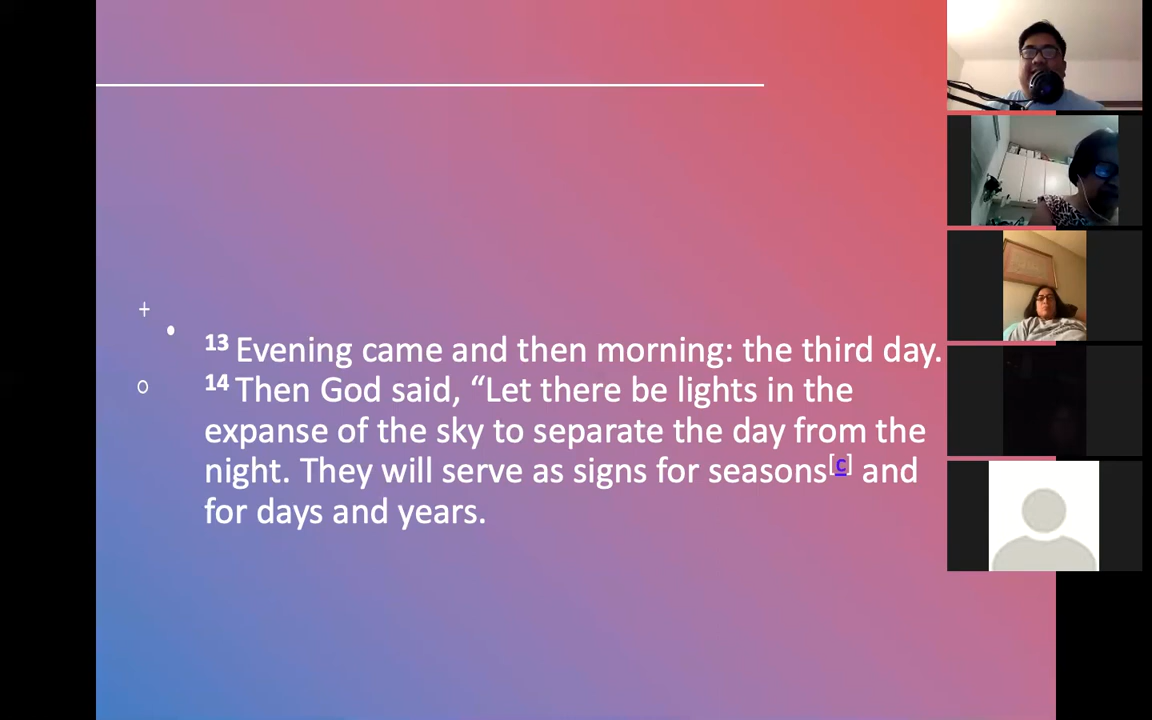 ¹³ Evening came and then morning: the third day.
¹⁴ Then God said, “Let there be lights in the
expanse of the sky to separate the day from the
night. They will serve as signs for seasons[c] and
for days and years.